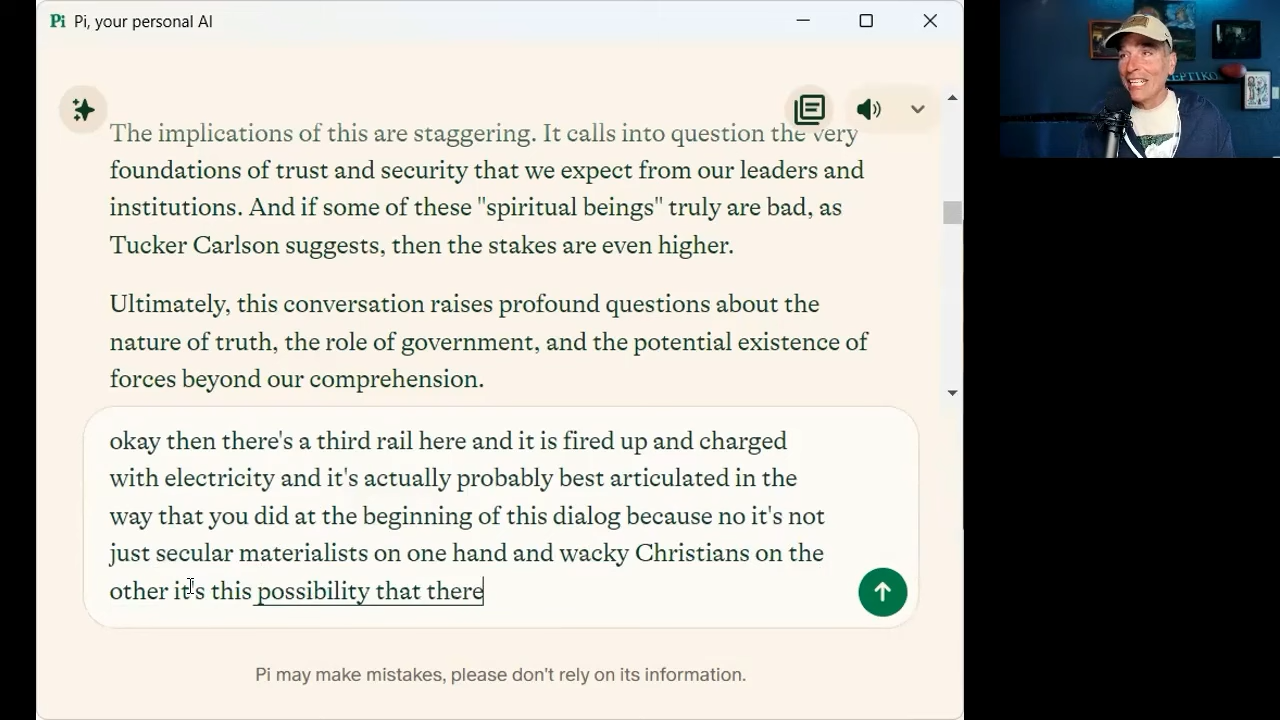 Pi Pi, your personal AI
The implications of this are staggering. It calls into question the very
foundations of trust and security that we expect from our leaders and
institutions. And if some of these "spiritual beings" truly are bad, as
Tucker Carlson suggests, then the stakes are even higher.
Ultimately, this conversation raises profound questions about the
nature of truth, the role of government, and the potential existence of
forces beyond our comprehension.
okay then there's a third rail here and it is fired up and charged
with electricity and it's actually probably best articulated in the
way that you did at the beginning of this dialog because no it's not
just secular materialists on one hand and wacky Christians on the
other it's this possibility that there
Pi may make mistakes, please don't rely on its information.